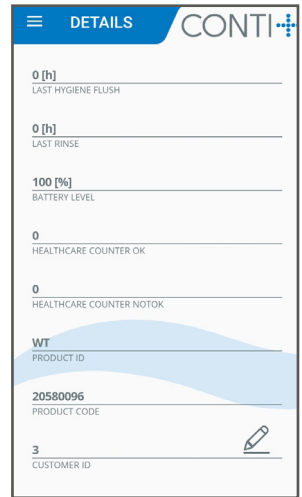 DETAILS
CONTI+
0 [h]
LAST HYGIENE FLUSH
0 [h]
LAST RINSE
100 [%]
BATTERY LEVEL
0
HEALTHCARE COUNTER OK
0
HEALTHCARE COUNTER NOTOK
WT
PRODUCT ID
20580096
PRODUCT CODE
3
CUSTOMER ID